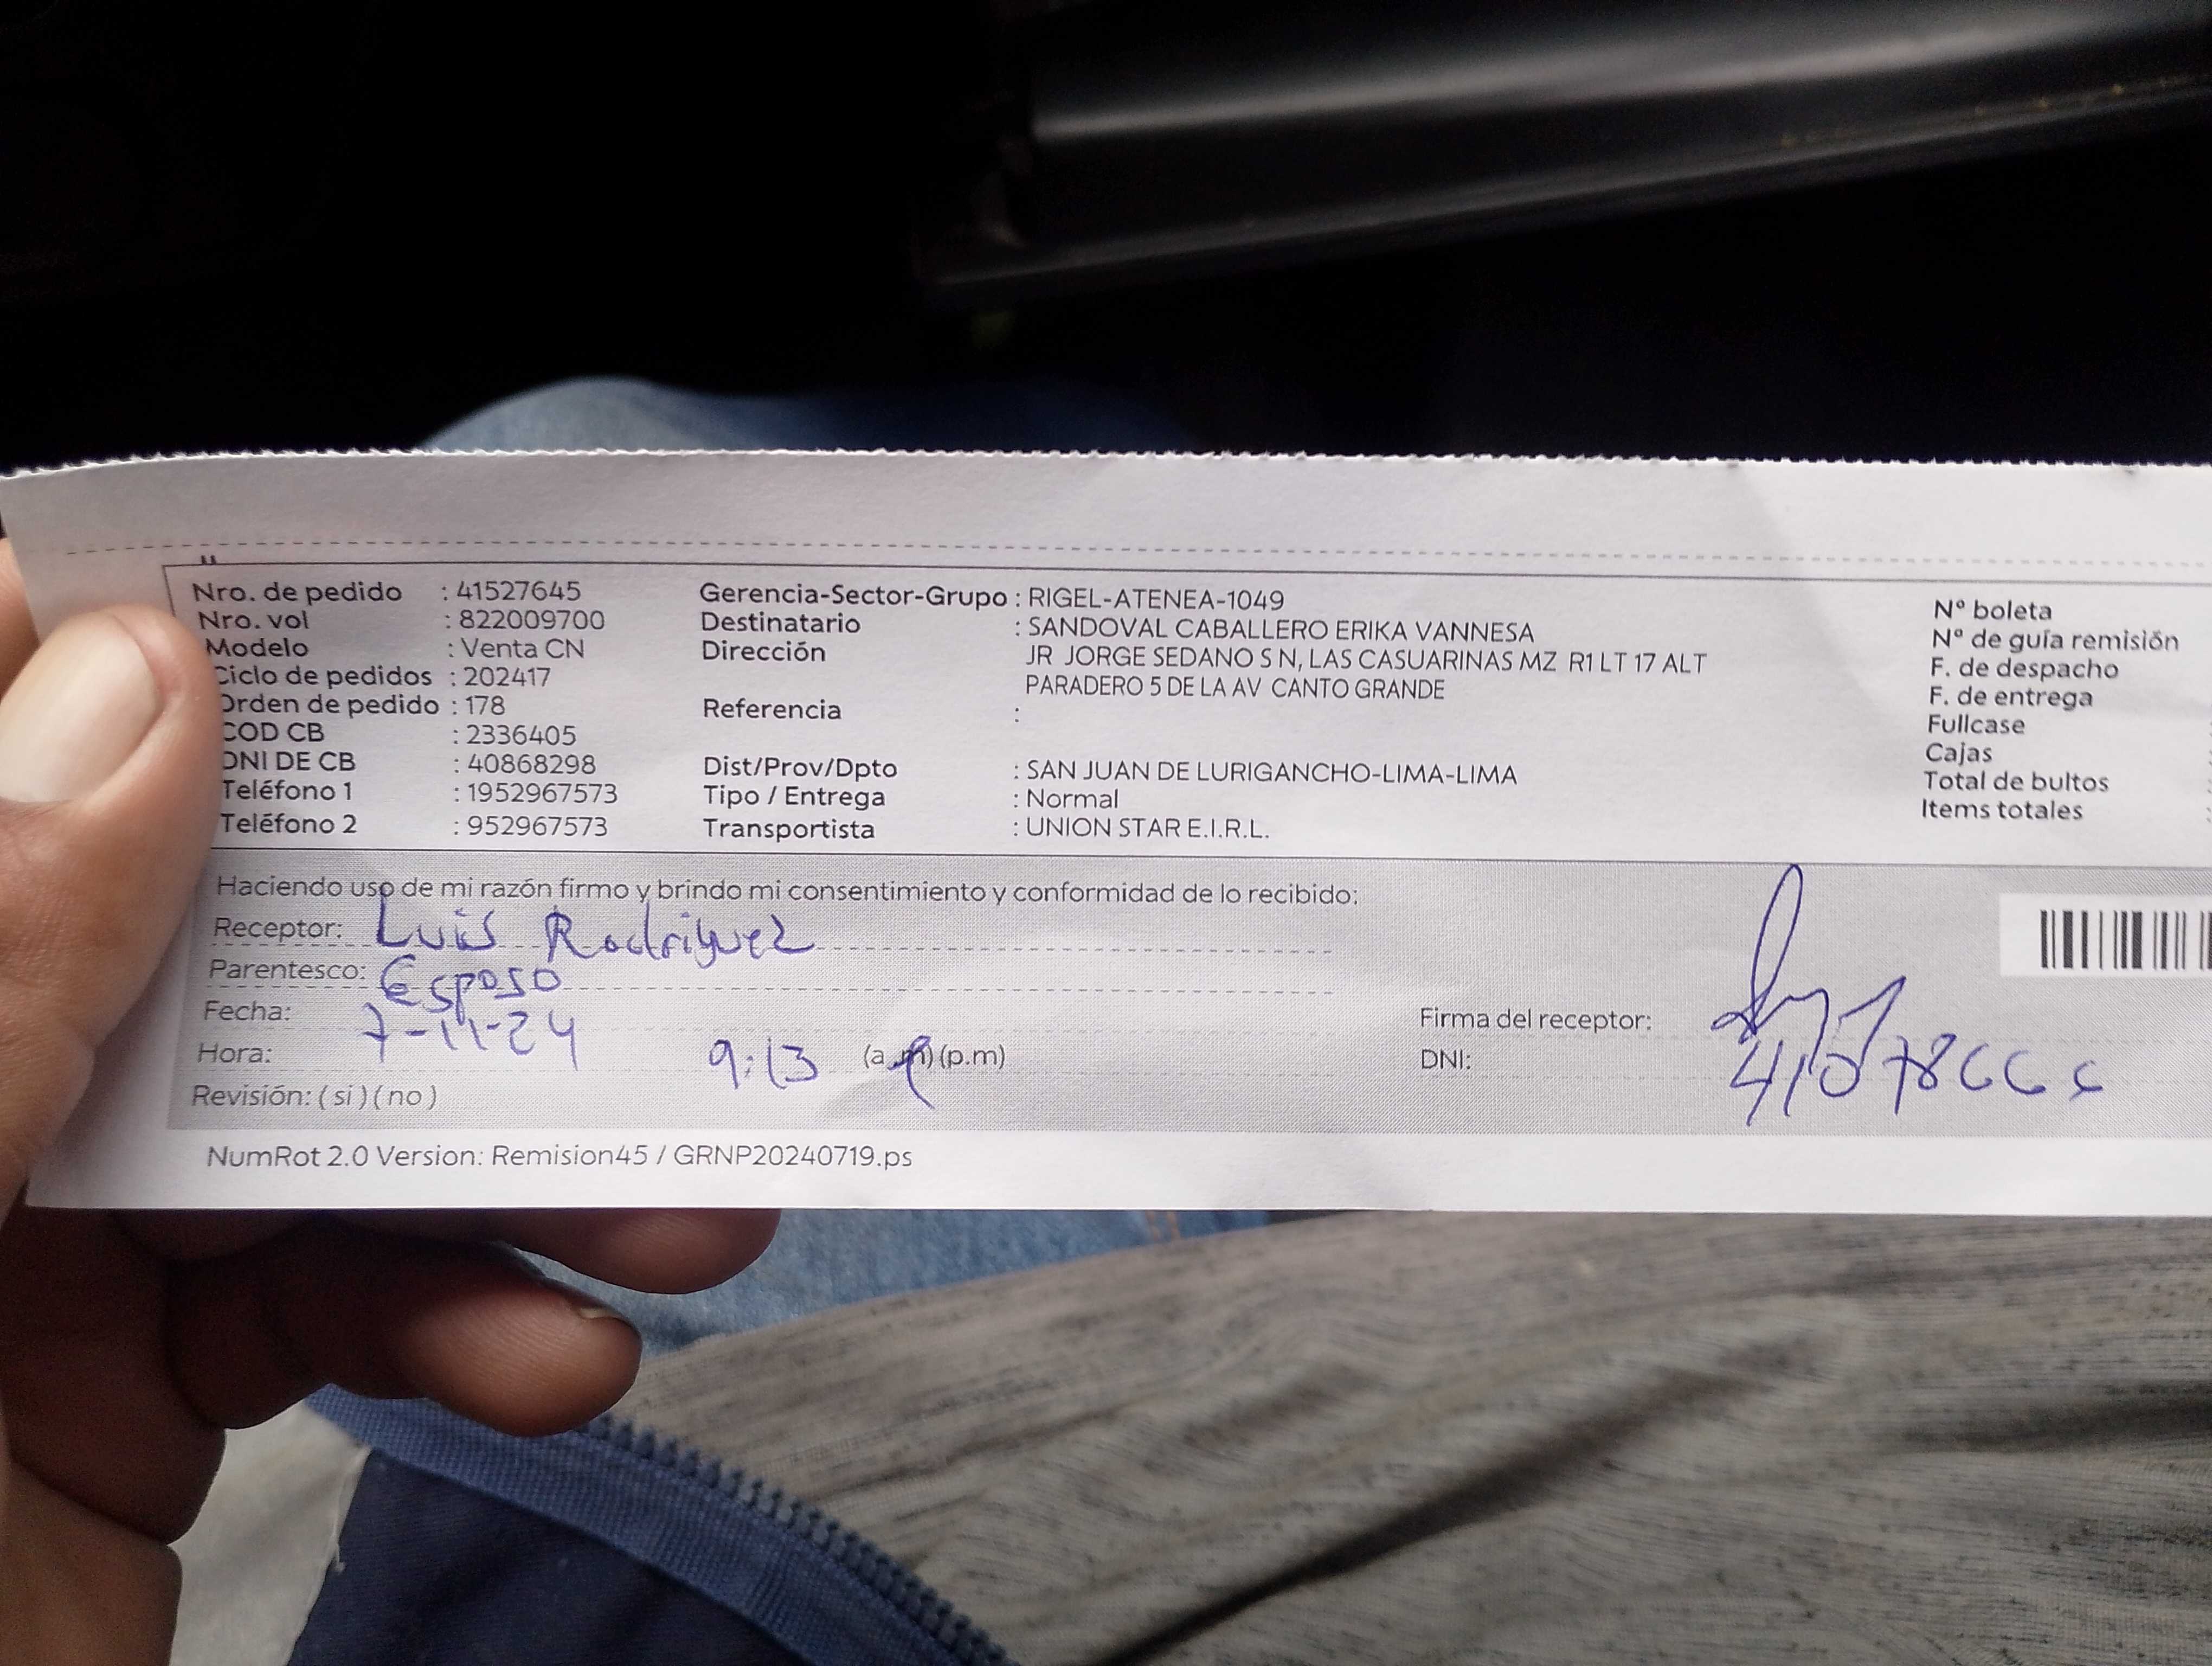 Nro. de pedido : 41527645
Nro. vol : 822009700
Modelo : Venta CN
Ciclo de pedidos : 202417
Orden de pedido : 178
COD CB : 2336405
DNI DE CB : 40868298
Teléfono 1 : 1952967573
Teléfono 2 : 952967573
Gerencia-Sector-Grupo : RIGEL-ATENEA-1049
Destinatario : SANDOVAL CABALLERO ERIKA VANNESA
Dirección JR JORGE SEDANO S N, LAS CASUARINAS MZ R1 LT 17 ALT
PARADERO 5 DE LA AV CANTO GRANDE
Referencia :
Dist/Prov/Dpto : SAN JUAN DE LURIGANCHO-LIMA-LIMA
Tipo / Entrega : Normal
Transportista : UNION STAR E.I.R.L.
N° boleta
N° de guía remisión
F. de despacho
F. de entrega
Fullcase
Cajas
Total de bultos
Items totales
Haciendo uso de mi razón firmo y brindo mi consentimiento y conformidad de lo recibido:
Receptor: Luis Rodriguez
Parentesco: Esposo
Fecha: 7-11-24
Hora: 9:13 (a.m) (p.m)
Revisión: ( si ) ( no )
Firma del receptor:
DNI:
NumRot 2.0 Version: Remision45 / GRNP20240719.ps